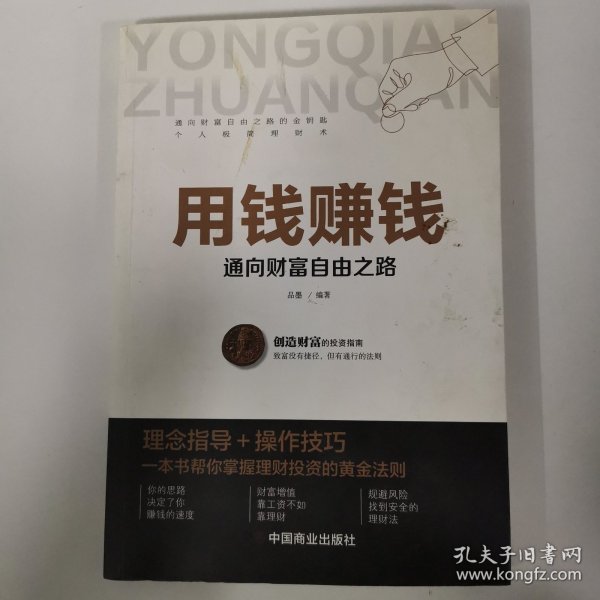 YONGQIAN
ZHUANQIAN
通向财富自由之路的金钥匙
个人极简理财术
用钱赚钱
通向财富自由之路
品墨 / 编著
创造财富的投资指南
致富没有捷径，但有通行的法则
理念指导+操作技巧
一本书帮你掌握理财投资的黄金法则
你的思路
决定了你
赚钱的速度
财富增值
靠工资不如
靠理财
规避风险
找到安全的
理财法
中国商业出版社
孔夫子旧书网
www.kongfz.com